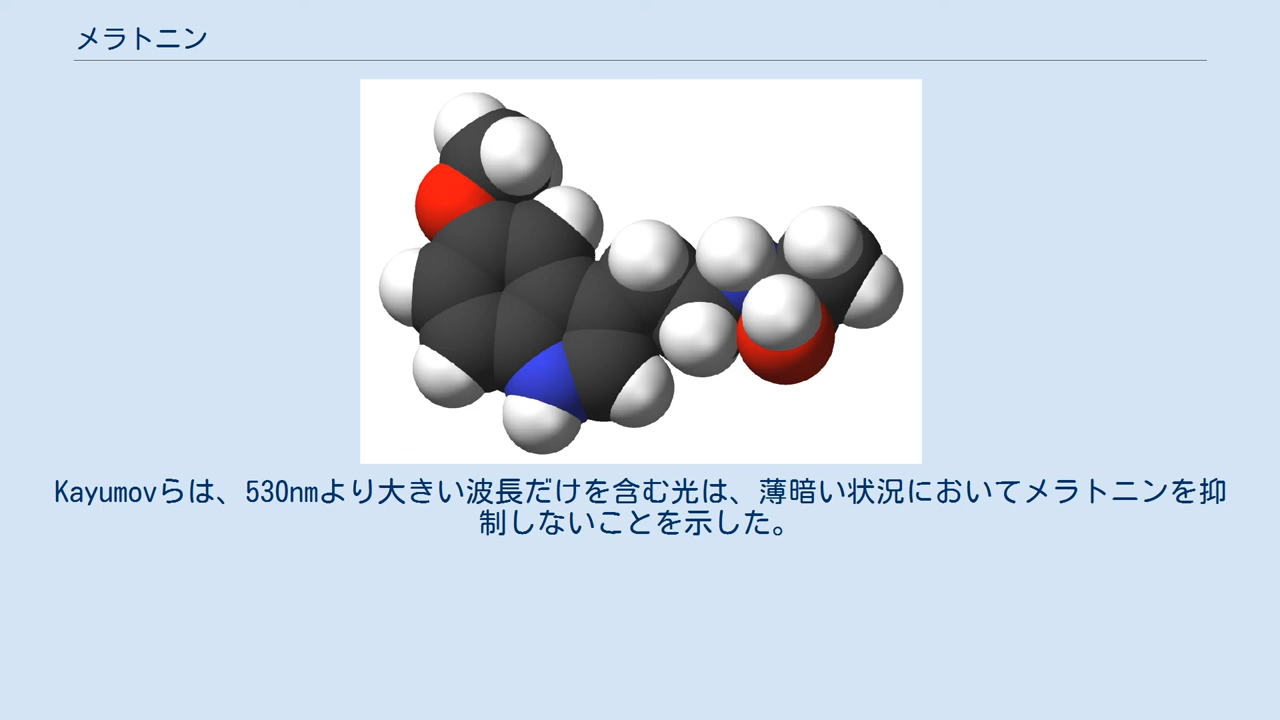 メラトニン
Kayumovらは、530nmより大きい波長だけを含む光は、薄暗い状況においてメラトニンを抑
制しないことを示した。